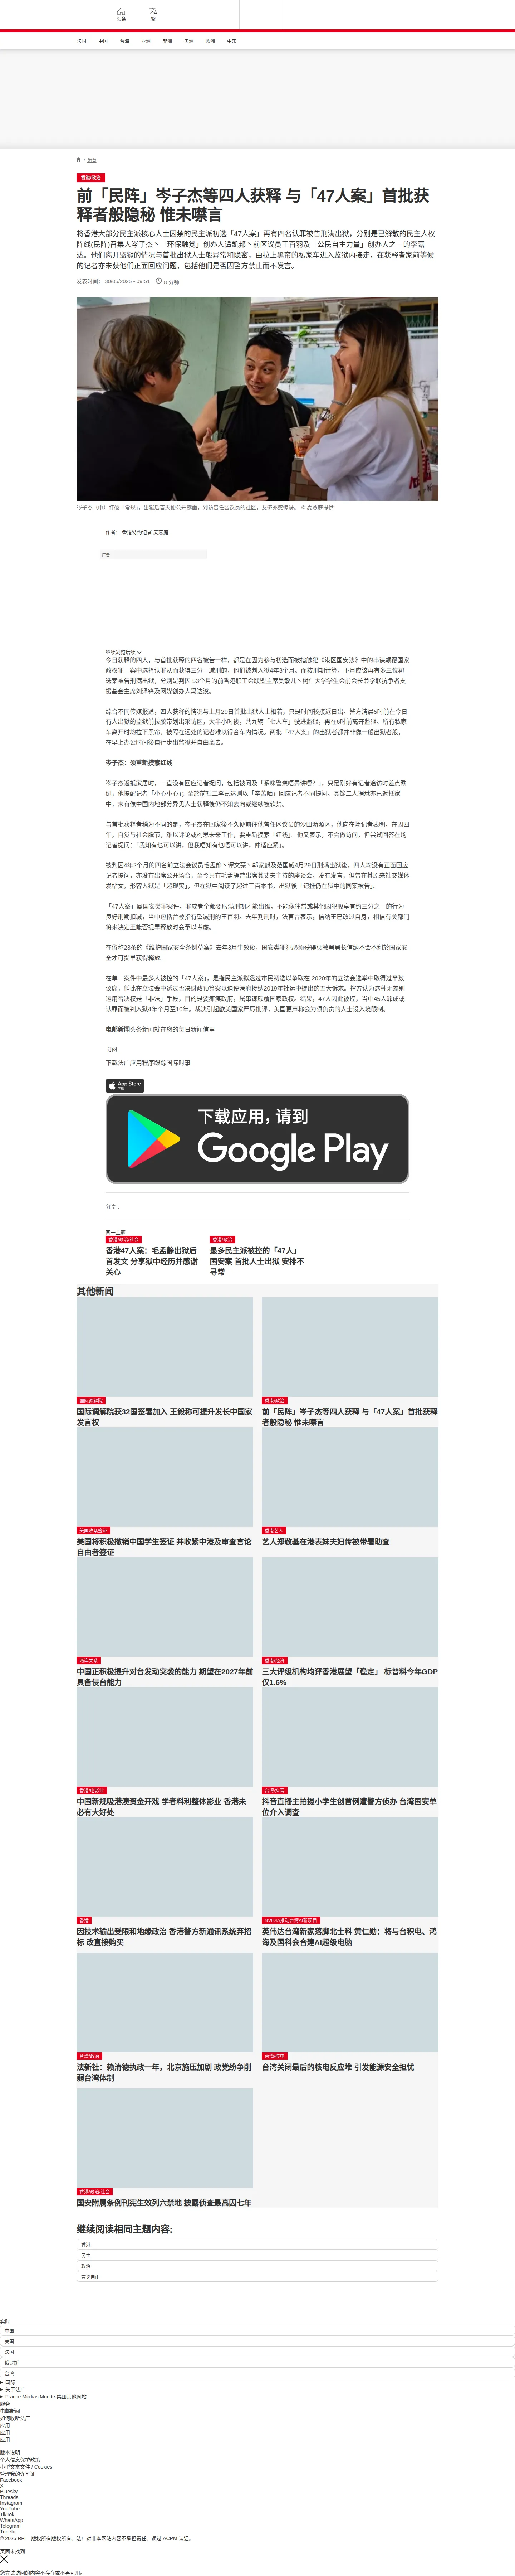 头条
繁
法国 中国 台海 亚洲 非洲 美洲 欧洲 中东
/ 港台
香港/政治
前「民阵」岑子杰等四人获释 与「47人案」首批获
释者般隐秘 惟未噤言
将香港大部分民主派核心人士囚禁的民主派初选「47人案」再有四名认罪被告刑满出狱，分别是已解散的民主人权
阵线(民阵)召集人岑子杰丶「环保触觉」创办人谭凯邦丶前区议员王百羽及「公民自主力量」创办人之一的李嘉
达。他们离开监狱的情况与首批出狱人士般异常和隐密，由拉上黑帘的私家车进入监狱内接走，在获释者家前等候
的记者亦未获他们正面回应问题，包括他们是否因警方禁止而不发言。
发表时间： 30/05/2025 - 09:51 6 分钟
岑子杰（中）打破「常规」，出狱后首天便公开露面，到访曾任区议员的社区，友侪亦感惊讶。 © 麦燕庭提供
作者： 香港特约记者 麦燕庭
广告
继续浏览后续
今日获释的四人，与首批获释的四名被告一样，都是在因为参与初选而被指触犯《港区国安法》中的串谋颠覆国家
政权罪一案中选择认罪从而获得三分一减刑的，他们被判入狱4年3个月。而按刑期计算，下月应该再有多三位初
选案被告刑满出狱，分别是判囚 53个月的前香港职工会联盟主席吴敏儿丶树仁大学学生会前会长兼学联抗争者支
援基金主席刘泽锋及网媒创办人冯达浚。
综合不同传媒报道，四人获释的情况与上月29日首批出狱人士相若，只是时间较接近日出。警方清晨5时前在今日
有人出狱的监狱前拉胶带划出采访区，大半小时後，共九辆「七人车」驶进监狱，再在6时前离开监狱。所有私家
车离开时均拉下黑帘，被隔在远处的记者难以得仓车内情况。两批「47人案」的出狱者都并非像一般出狱者般，
在早上办公时间後自行步出监狱并自由离去。
岑子杰：须重新摸索红线
岑子杰返抵家居时，一直没有回应记者提问，包括被问及「系咪警察唔畀讲嘢？」，只是刚好有记者追访时差点跌
倒，他提醒记者「小心小心」；至於前社工李嘉达则以「辛苦晒」回应记者不同提问。其馀二人据悉亦已返抵家
中，未有像中国内地部分异见人士获释後仍不知去向或继续被软禁。
与首批获释者稍为不同的是，岑子杰在回家後不久便前往他曾任区议员的沙田沥源区，他向在场记者表明，在囚四
年，自觉与社会脱节，难以评论或构思未来工作，要重新摸索「红线」。他又表示，不会做访问，但尝试回答在场
记者提问：「我知有乜可以讲，但我唔知有乜唔可以讲，仲适应紧」。
被判囚4年2个月的四名前立法会议员毛孟静丶谭文豪丶郭家麒及范国威4月29日刑满出狱後，四人均没有正面回应
记者提问，亦没有出席公开场合，至今只有毛孟静曾出席其丈夫主持的座谈会，没有发言，但曾在其原来社交媒体
发帖文，形容入狱是「超现实」，但在狱中阅读了超过三百本书，出狱後「记挂仍在狱中的同案被告」。
「47人案」属国安类罪案件，罪成者全都要服满刑期才能出狱，不能像往常或其他囚犯般享有约三分之一的行为
良好刑期扣减，当中包括曾被指有望减刑的王百羽。去年判刑时，法官曾表示，信纳王已改过自身，相信有关部门
将来决定王能否提早释放时会予以考虑。
在俗称23条的《维护国家安全条例草案》去年3月生效後，国安类罪犯必须获得惩教署署长信纳不会不利於国家安
全才可提早获得释放。
在单一案件中最多人被控的「47人案」，是指民主派拟透过市民初选以争取在 2020年的立法会选举中取得过半数
议席，循此在立法会中透过否决财政预算案以迫使港府接纳2019年社运中提出的五大诉求。控方认为这种无差别
运用否决权是「非法」手段，目的是要瘫痪政府，属串谋颠覆国家政权。结果，47人因此被控，当中45人罪成或
认罪而被判入狱4年个月至10年。裁决引起欧美国家严厉批评，美国更声称会为须负责的人士设入境限制。
电邮新闻头条新闻就在您的每日新闻信里
订阅
下载法广应用程序跟踪国际时事
App Store
下载
下载应用，请到
Google Play
分享 :
同一主题
香港/政治/社会
香港47人案：毛孟静出狱后
首发文 分享狱中经历并感谢
关心
香港/政治
最多民主派被控的「47人」
国安案 首批人士出狱 安排不
寻常
其他新闻
国际调解院
国际调解院获32国签署加入 王毅称可提升发长中国家
发言权
香港/政治
前「民阵」岑子杰等四人获释 与「47人案」首批获释
者般隐秘 惟未噤言
美国收紧签证
美国将积极撤销中国学生签证 并收紧中港及审查言论
自由者签证
香港艺人
艺人郑敬基在港表妹夫妇传被带署助查
两岸关系
中国正积极提升对台发动突袭的能力 期望在2027年前
具备侵台能力
香港/经济
三大评级机构均评香港展望「稳定」 标普料今年GDP
仅1.6%
香港/电影业
中国新规吸港澳资金开戏 学者料利整体影业 香港未
必有大好处
台湾/抖音
抖音直播主拍摄小学生创首例遭警方侦办 台湾国安单
位介入调查
香港
因技术输出受限和地缘政治 香港警方新通讯系统弃招
标 改直接购买
NVIDIA推动台湾AI新项目
英伟达台湾新家落脚北士科 黄仁勋：将与台积电、鸿
海及国科会合建AI超级电脑
台湾/政治
法新社：赖清德执政一年，北京施压加剧 政党纷争削
弱台湾体制
台湾/核电
台湾关闭最后的核电反应堆 引发能源安全担忧
香港/政治/社会
国安附属条例刊宪生效列六禁地 披露侦查最高囚七年
继续阅读相同主题内容:
香港
民主
政治
言论自由
实时
中国
美国
法国
俄罗斯
台湾
国际
关于法广
France Médias Monde 集团其他网站
服务
电邮新闻
如何收听法广
应用
应用
应用
版本说明
个人信息保护政策
小型文本文件 / Cookies
管理我的许可证
Facebook
X
Bluesky
Threads
Instagram
YouTube
TikTok
WhatsApp
Telegram
TuneIn
© 2025 RFI – 版权所有版权所有。法广对非本网站内容不承担责任。通过 ACPM 认证。
页面未找到
您尝试访问的内容不存在或不再可用。